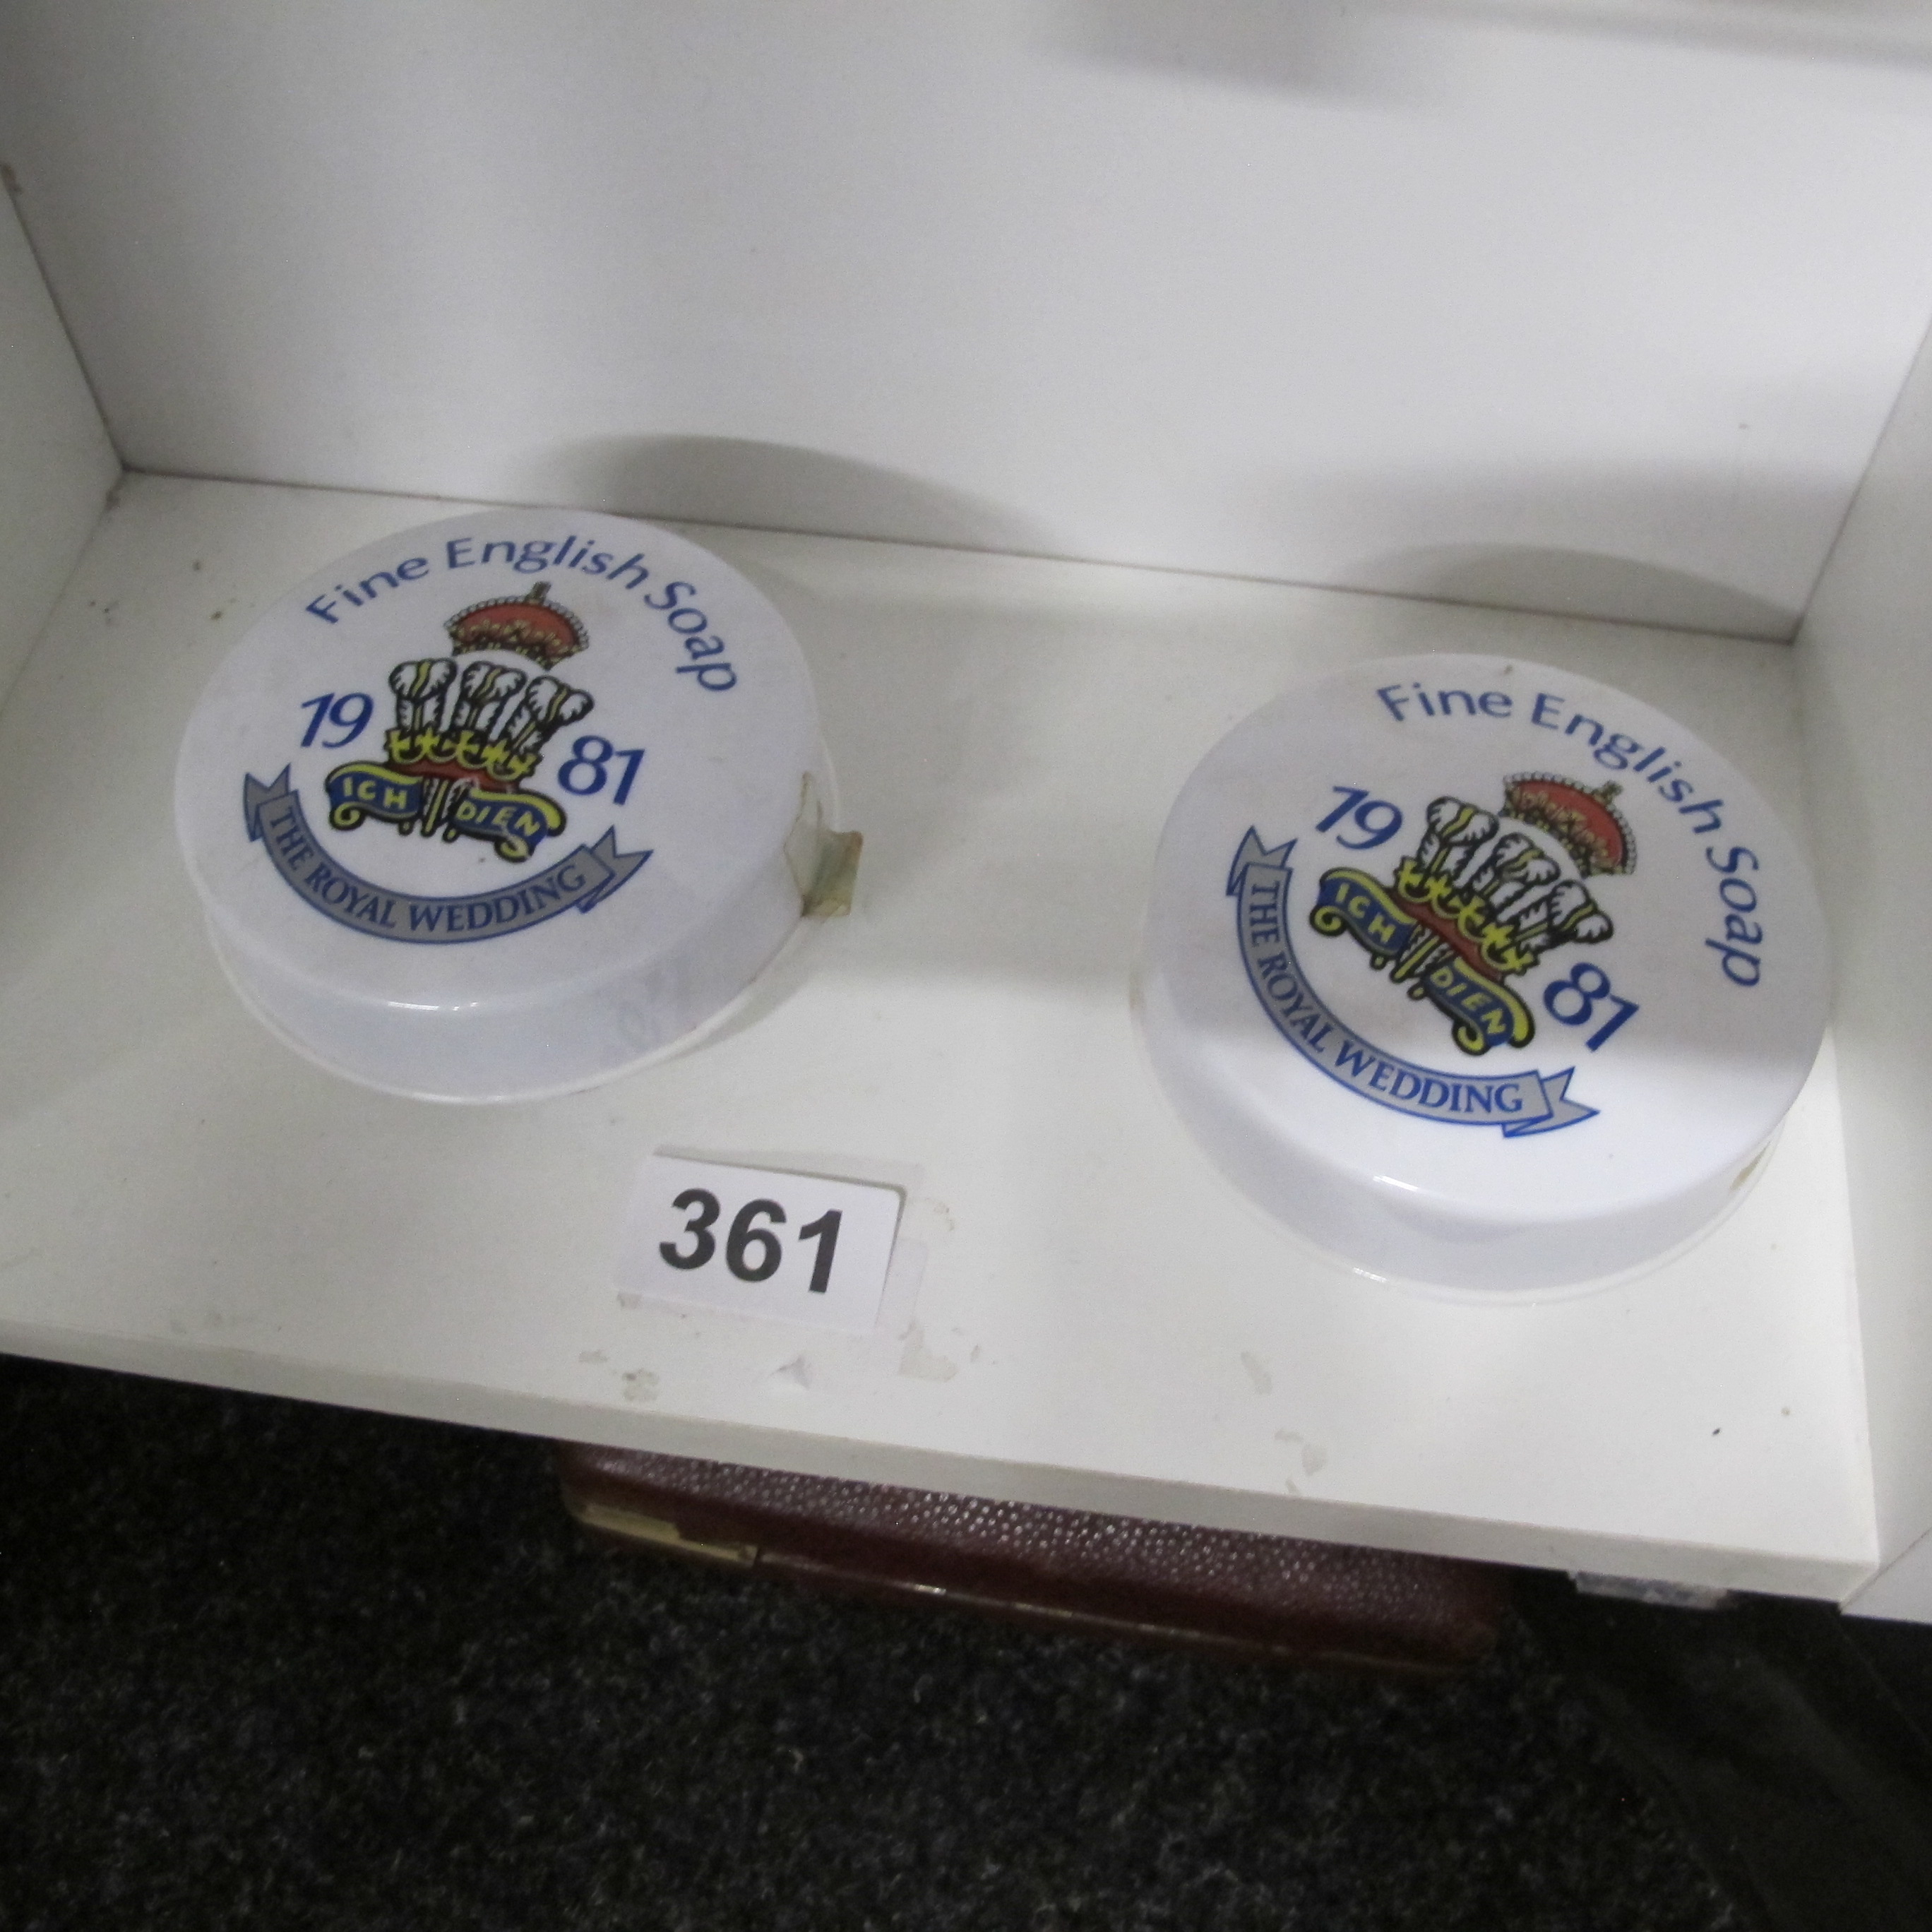 Fine English Soap
19 81
ICH DIEN
THE ROYAL WEDDING
Fine English Soap
19 81
ICH DIEN
THE ROYAL WEDDING
361